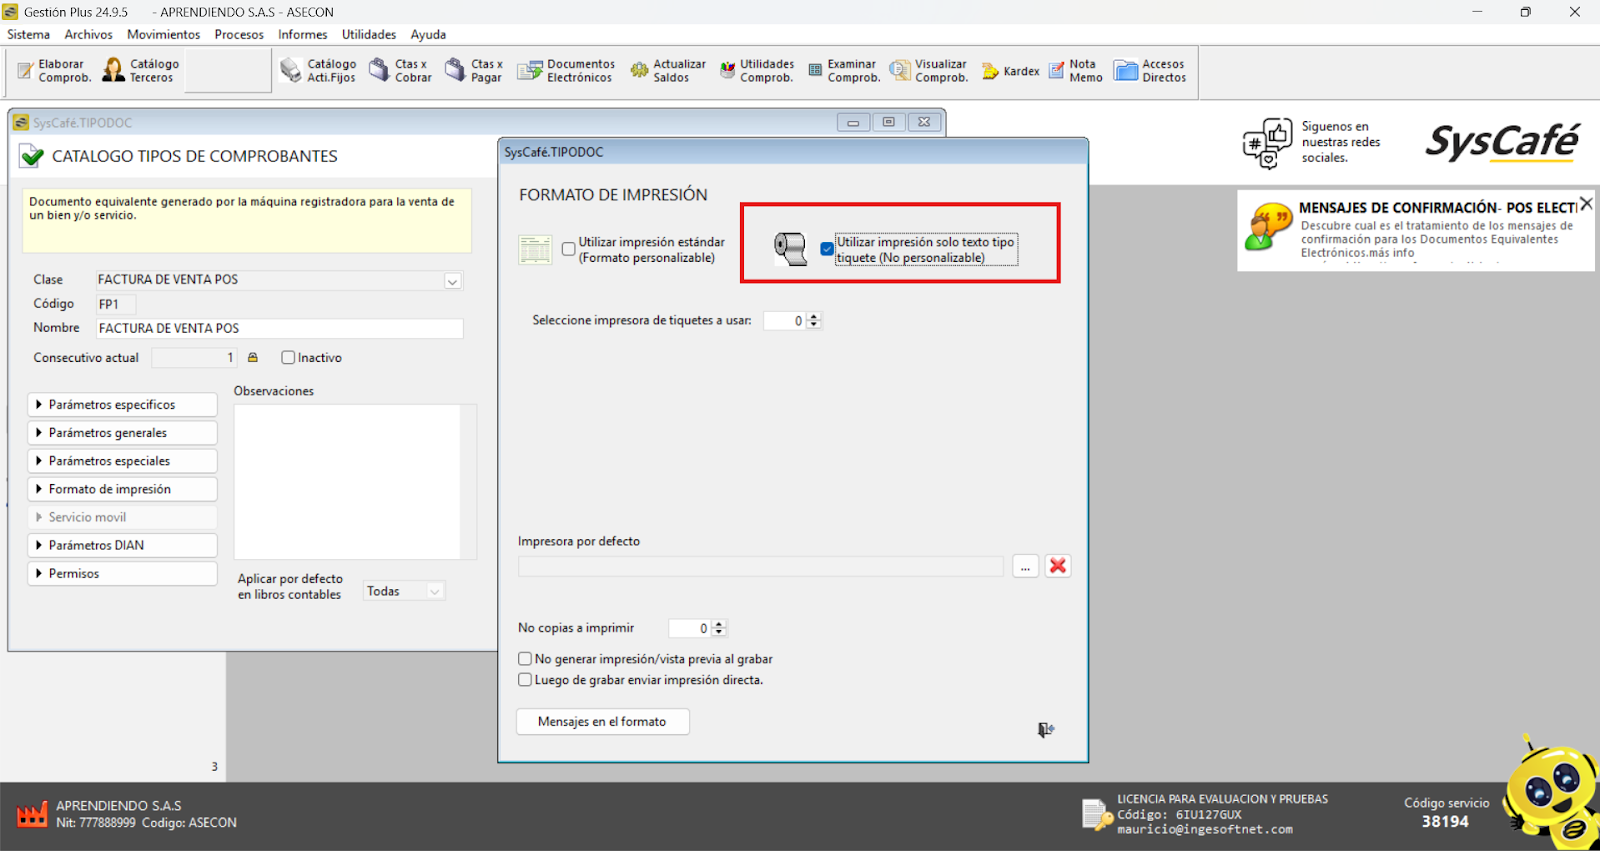 Gestión Plus 24.9.5 - APRENDIENDO S.A.S - ASECON
Sistema Archivos Movimientos Procesos Informes Utilidades Ayuda
Elaborar
Comprob.
Catálogo
Terceros
Catálogo
Acti.Fijos
Ctas x
Cobrar
Ctas x
Pagar
Documentos
Electrónicos
Actualizar
Saldos
Utilidades
Comprob.
Examinar
Comprob.
Visualizar
Comprob.
Kardex
Nota
Memo
Accesos
Directos
SysCafé.TIPODOC
CATALOGO TIPOS DE COMPROBANTES
Documento equivalente generado por la máquina registradora para la venta de
un bien y/o servicio.
Clase FACTURA DE VENTA POS
Código FP1
Nombre FACTURA DE VENTA POS
Consecutivo actual 1 Inactivo
Observaciones
Parámetros especificos
Parámetros generales
Parámetros especiales
Formato de impresión
Servicio movil
Parámetros DIAN
Permisos
Aplicar por defecto
en libros contables
Todas
3
SysCafé.TIPODOC
FORMATO DE IMPRESIÓN
Utilizar impresión estándar
(Formato personalizable)
Utilizar impresión solo texto tipo
tiquete (No personalizable)
Seleccione impresora de tiquetes a usar: 0
Impresora por defecto
...
No copias a imprimir 0
No generar impresión/vista previa al grabar
Luego de grabar enviar impresión directa.
Mensajes en el formato
Siguenos en
nuestras redes
sociales.
SysCafé
MENSAJES DE CONFIRMACIÓN- POS ELECT
Descubre cual es el tratamiento de los mensajes de
confirmación para los Documentos Equivalentes
Electrónicos.más info
APRENDIENDO S.A.S
Nit: 777888999 Codigo: ASECON
LICENCIA PARA EVALUACION Y PRUEBAS
Código: 6IU127GUX
mauricio@ingesoftnet.com
Código servicio
38194